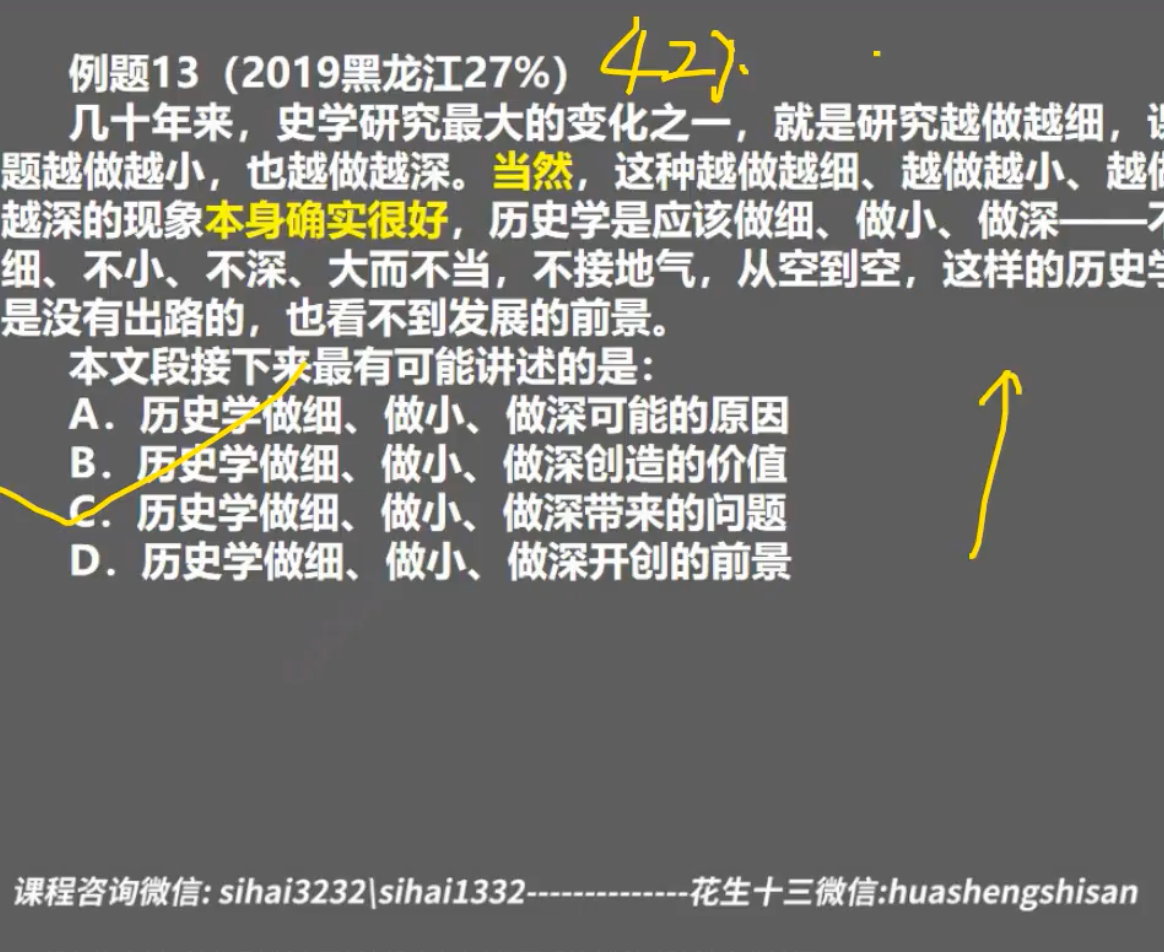 例题13（2019黑龙江27%） 42%
几十年来，史学研究最大的变化之一，就是研究越做越细，课
题越做越小，也越做越深。当然，这种越做越细、越做越小、越做
越深的现象本身确实很好，历史学是应该做细、做小、做深——不
细、不小、不深、大而不当，不接地气，从空到空，这样的历史学
是没有出路的，也看不到发展的前景。
本文段接下来最有可能讲述的是：
A．历史学做细、做小、做深可能的原因
B．历史学做细、做小、做深创造的价值
C．历史学做细、做小、做深带来的问题
D．历史学做细、做小、做深开创的前景
课程咨询微信: sihai3232\sihai1332--------------花生十三微信:huashengshisan